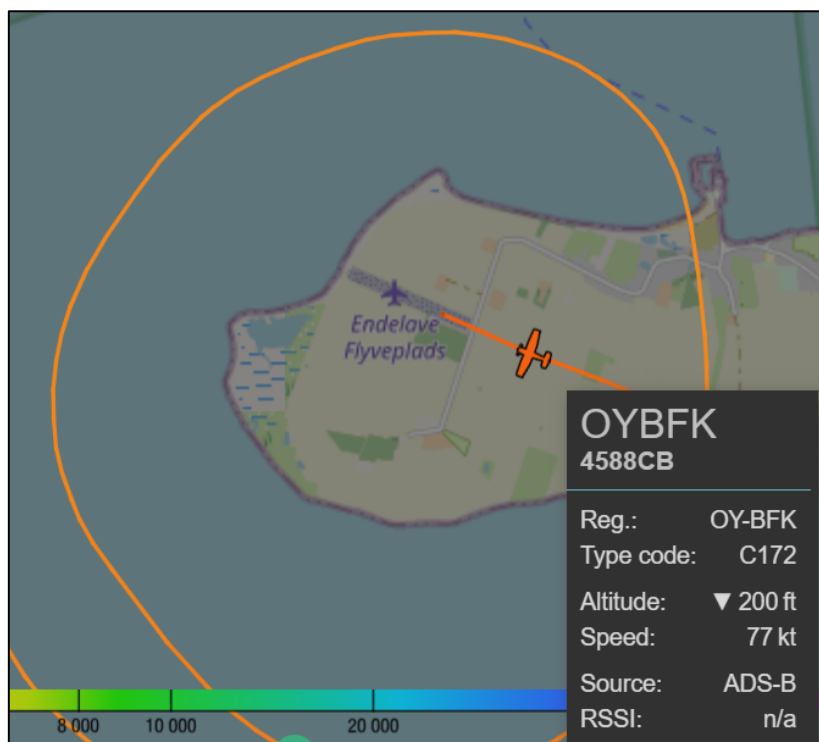 Endelave
Flyveplads
OYBFK
4588CB
Reg.: OY-BFK
Type code: C172
Altitude: ▼ 200 ft
Speed: 77 kt
Source: ADS-B
RSSI: n/a
8 000 10 000 20 000